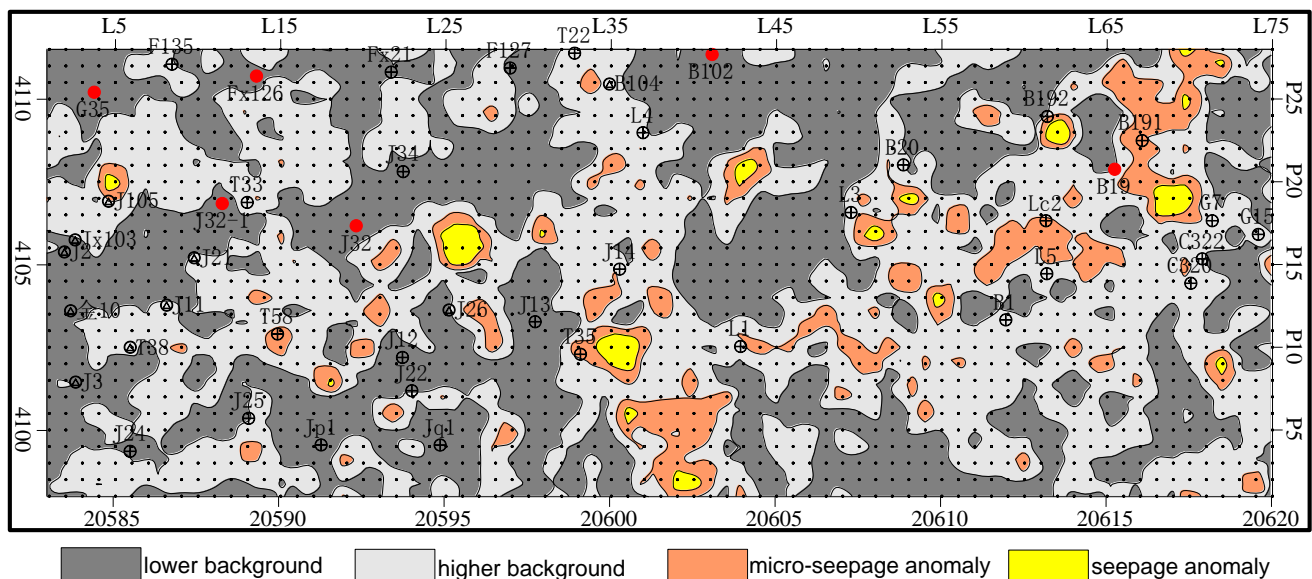 L5 L15 L25 L35 L45 L55 L65 L75
T22
F135 Fx21 F127
B102
Fx126 B104
4110 G35 B192 P25
L4 B191
J34 B20
P20
T33 B19
J105 L3 Lc2 G7
J32-1 G15
Jx103 J32 C322
J2 J21 J14 L5 C320
4105 P15
金10 J11 J26 J13 B1
T58
T38 J12 T35 L1 P10
J3 J22
J25
4100 J24 Jp1 Jq1 P5
20585 20590 20595 20600 20605 20610 20615 20620
lower background higher background micro-seepage anomaly seepage anomaly